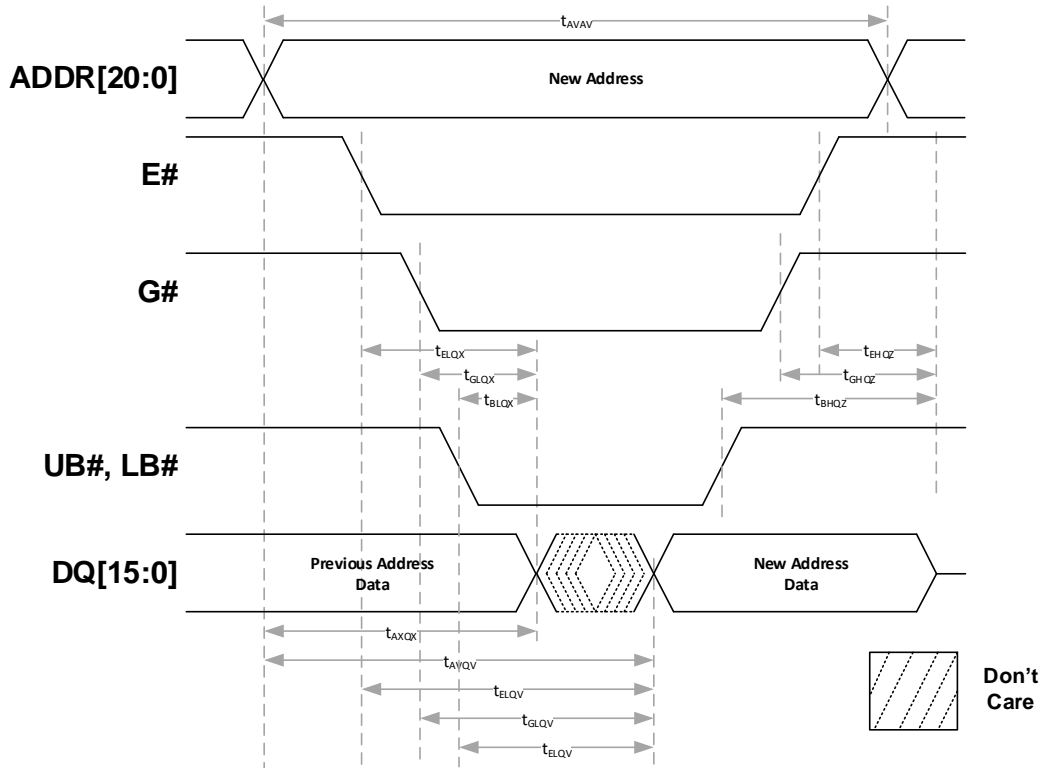 tAVAV
ADDR[20:0]
New Address
E#
G#
tELQX
tEHQZ
tGLQX
tGHQZ
tBLQX
tBHQZ
UB#, LB#
DQ[15:0]
Previous Address
Data
New Address
Data
tAXQX
tAVQV
tELQV
tGLQV
tELQV
Don't
Care